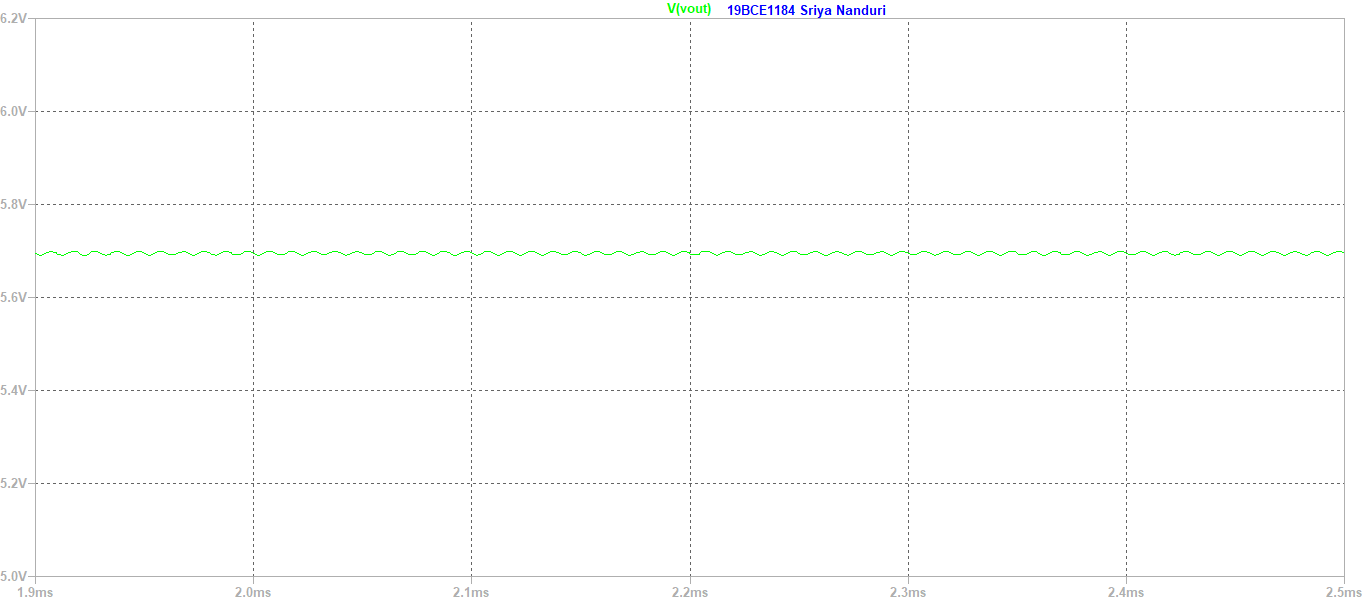 V(vout) 19BCE1184 Sriya Nanduri
6.2V
6.0V
5.8V
5.6V
5.4V
5.2V
5.0V
1.9ms 2.0ms 2.1ms 2.2ms 2.3ms 2.4ms 2.5ms